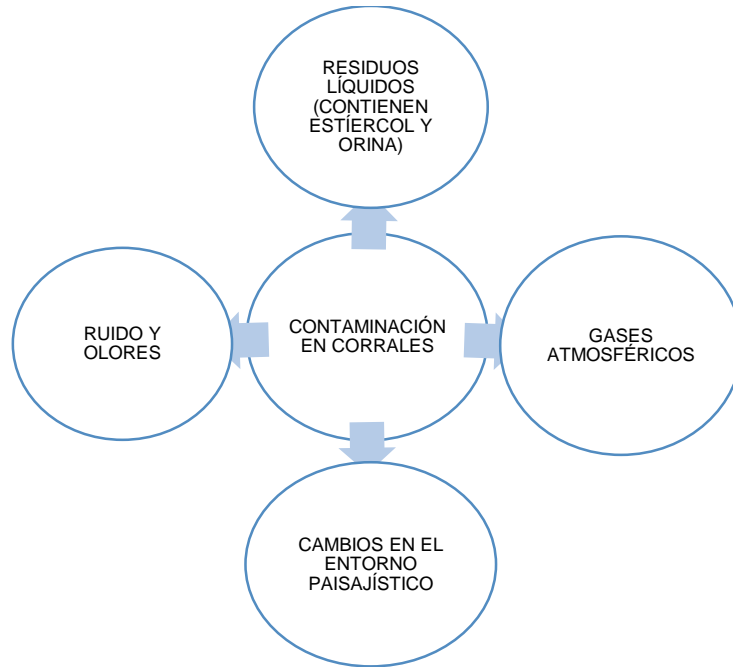 RESIDUOS
LÍQUIDOS
(CONTIENEN
ESTÍERCOL Y
ORINA)
RUIDO Y
OLORES
CONTAMINACIÓN
EN CORRALES
GASES
ATMOSFÉRICOS
CAMBIOS EN EL
ENTORNO
PAISAJÍSTICO